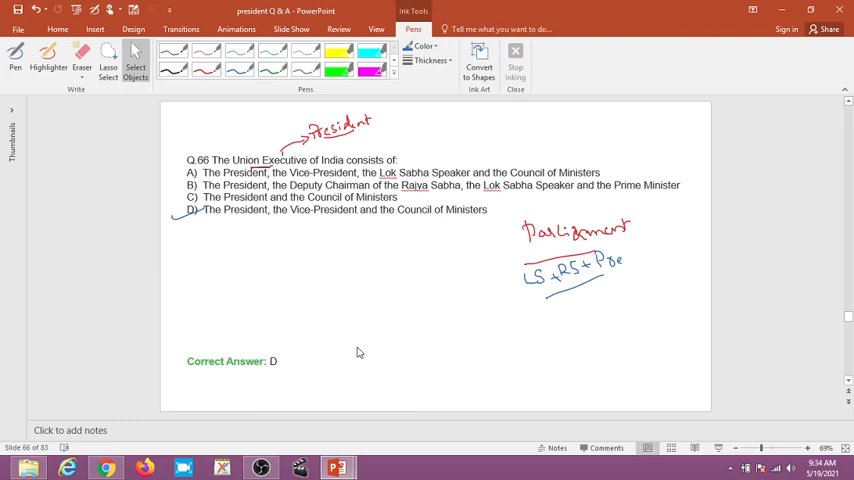 president Q & A - PowerPoint
Ink Tools
Sign in
Share
File
Home
Insert
Design
Transitions
Animations
Slide Show
Review
View
Pens
Tell me what you want to do...
Pen
Highlighter
Eraser
Lasso Select
Select Objects
Color
Thickness
Convert to Shapes
Stop Inking
Write
Pens
Ink Art
Close
Thumbnails
President
Q.66 The Union Executive of India consists of:
A) The President, the Vice-President, the Lok Sabha Speaker and the Council of Ministers
B) The President, the Deputy Chairman of the Rajya Sabha, the Lok Sabha Speaker and the Prime Minister
C) The President and the Council of Ministers
D) The President, the Vice-President and the Council of Ministers
Parliament
LS + RS + Pre
Correct Answer: D
Click to add notes
Slide 66 of 83
Notes
Comments
69%
9:34 AM
5/19/2021